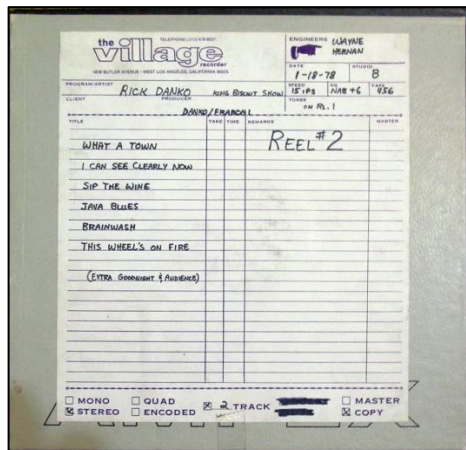 the
village
recorder
TELEPHONE (213) 478-8227
1616 BUTLER AVENUE • WEST LOS ANGELES, CALIFORNIA 90025
ENGINEERS WAYNE
NEHAN
DATE STUDIO
1-18-78 B
PROGRAM/ARTIST RICK DANKO KING BISCUIT SHOW
SPEED EQ. TAPE
15 IPS NAB +6 456
CLIENT PRODUCER
DANKO/FRABONI
TONES
ON RL. 1
TITLE TAKE TIME REMARKS MASTER
REEL #2
WHAT A TOWN
I CAN SEE CLEARLY NOW
SIP THE WINE
JAVA BLUES
BRAINWASH
THIS WHEEL'S ON FIRE
(EXTRA GOODNIGHT & AUDIENCE)
MONO QUAD 2 TRACK MASTER
STEREO ENCODED COPY
AMPEX